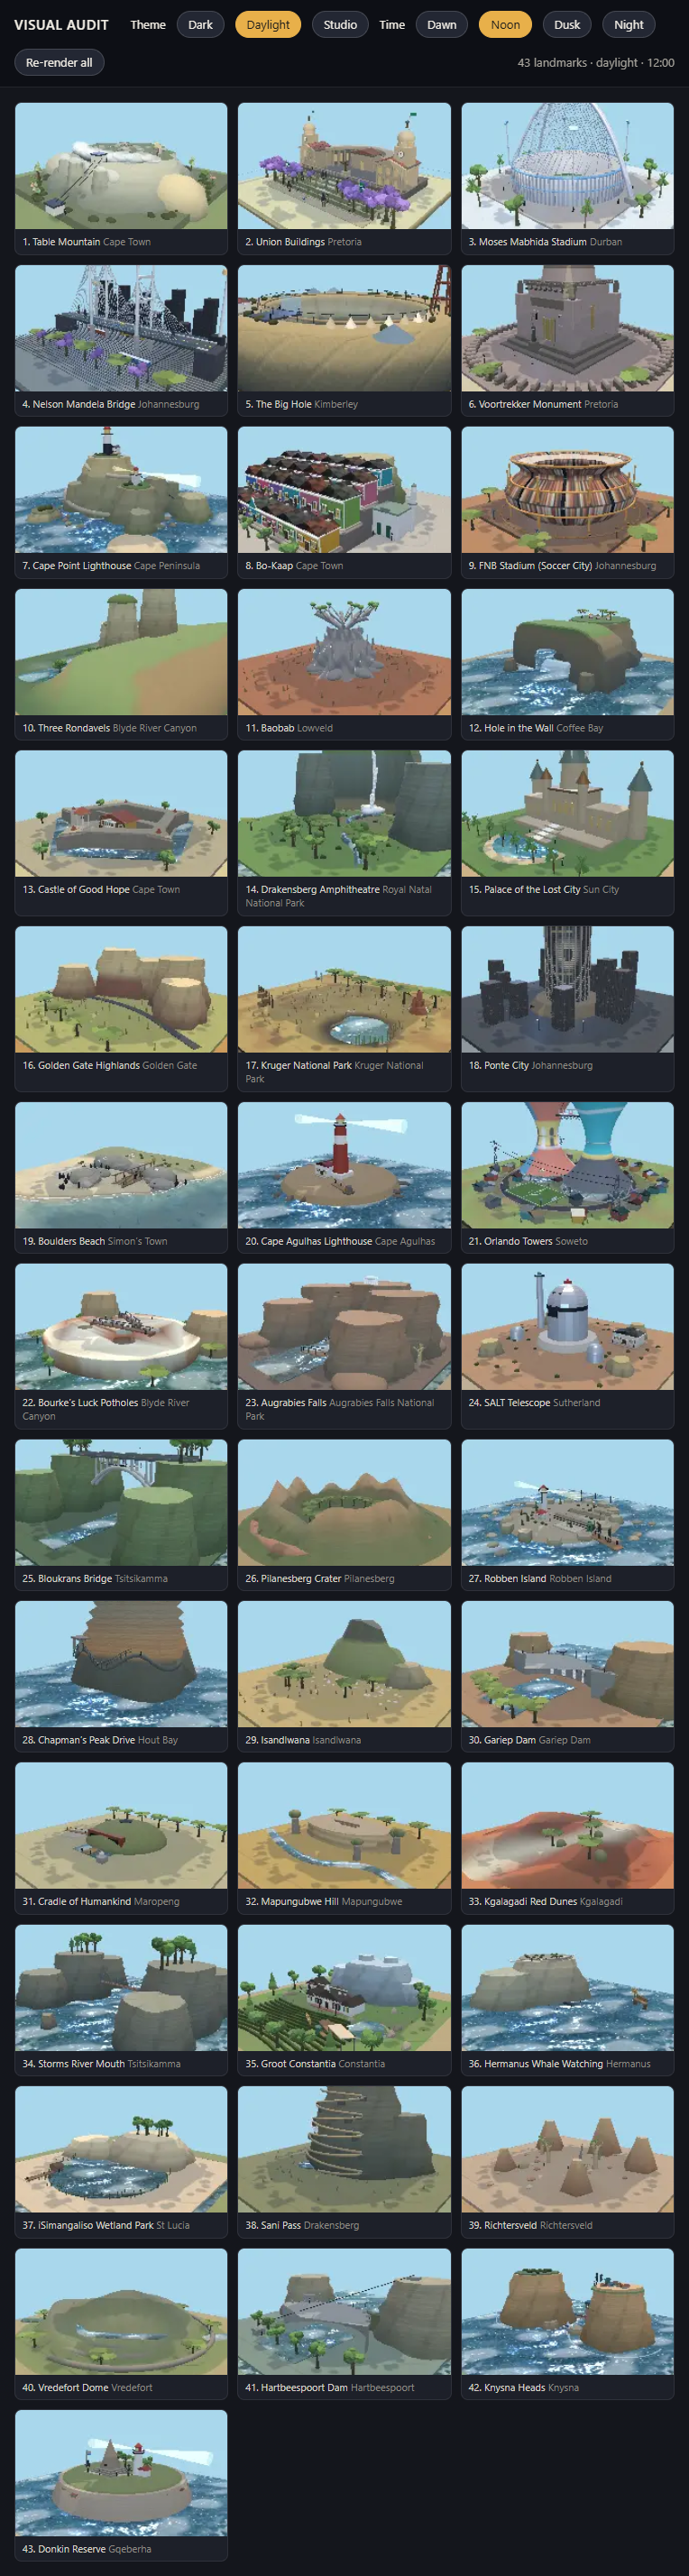 VISUAL AUDIT Theme Dark Daylight Studio Time Dawn Noon Dusk Night
Re-render all 43 landmarks · daylight · 12:00
1. Table Mountain Cape Town
2. Union Buildings Pretoria
3. Moses Mabhida Stadium Durban
4. Nelson Mandela Bridge Johannesburg
5. The Big Hole Kimberley
6. Voortrekker Monument Pretoria
7. Cape Point Lighthouse Cape Peninsula
8. Bo-Kaap Cape Town
9. FNB Stadium (Soccer City) Johannesburg
10. Three Rondavels Blyde River Canyon
11. Baobab Lowveld
12. Hole in the Wall Coffee Bay
13. Castle of Good Hope Cape Town
14. Drakensberg Amphitheatre Royal Natal
National Park
15. Palace of the Lost City Sun City
16. Golden Gate Highlands Golden Gate
17. Kruger National Park Kruger National
Park
18. Ponte City Johannesburg
19. Boulders Beach Simon's Town
20. Cape Agulhas Lighthouse Cape Agulhas
21. Orlando Towers Soweto
22. Bourke's Luck Potholes Blyde River
Canyon
23. Augrabies Falls Augrabies Falls National
Park
24. SALT Telescope Sutherland
25. Bloukrans Bridge Tsitsikamma
26. Pilanesberg Crater Pilanesberg
27. Robben Island Robben Island
28. Chapman's Peak Drive Hout Bay
29. Isandlwana Isandlwana
30. Gariep Dam Gariep Dam
31. Cradle of Humankind Maropeng
32. Mapungubwe Hill Mapungubwe
33. Kgalagadi Red Dunes Kgalagadi
34. Storms River Mouth Tsitsikamma
35. Groot Constantia Constantia
36. Hermanus Whale Watching Hermanus
37. iSimangaliso Wetland Park St Lucia
38. Sani Pass Drakensberg
39. Richtersveld Richtersveld
40. Vredefort Dome Vredefort
41. Hartbeespoort Dam Hartbeespoort
42. Knysna Heads Knysna
43. Donkin Reserve Gqeberha